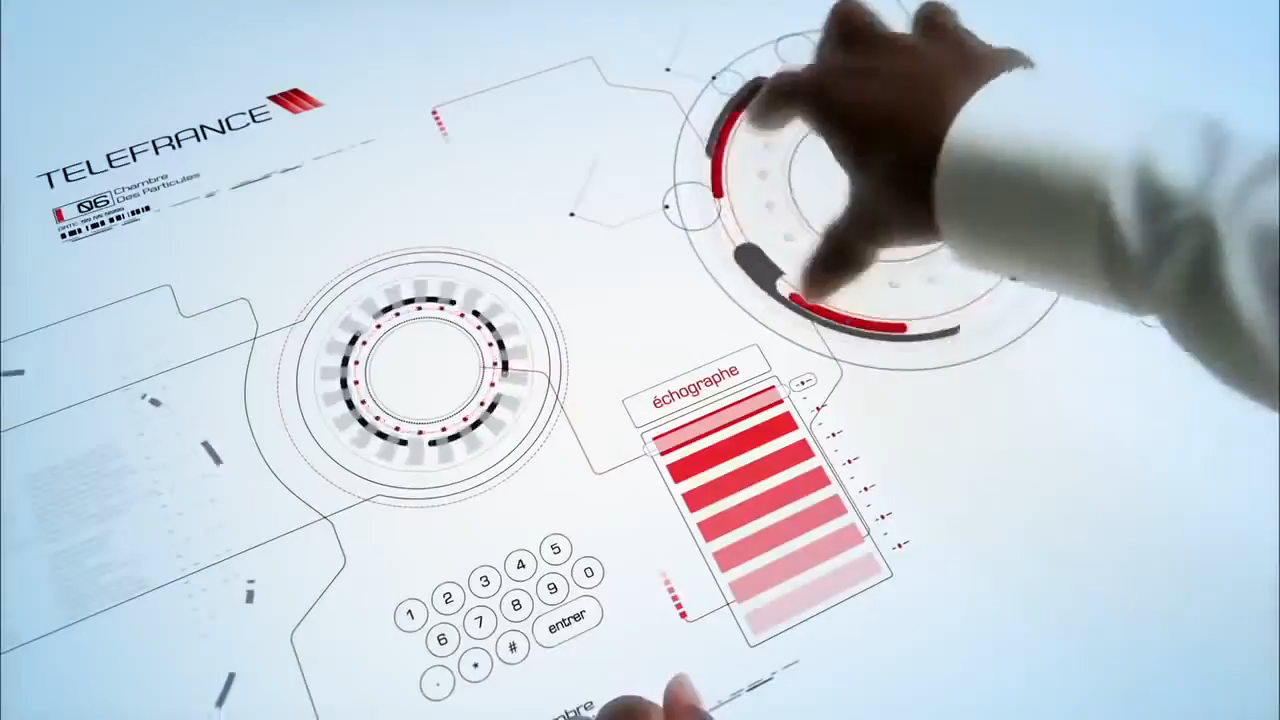 TELEFRANCE
06
Chambre
Des Particules
échographe
1 2 3 4 5
6 7 8 9 0
. * # entrer